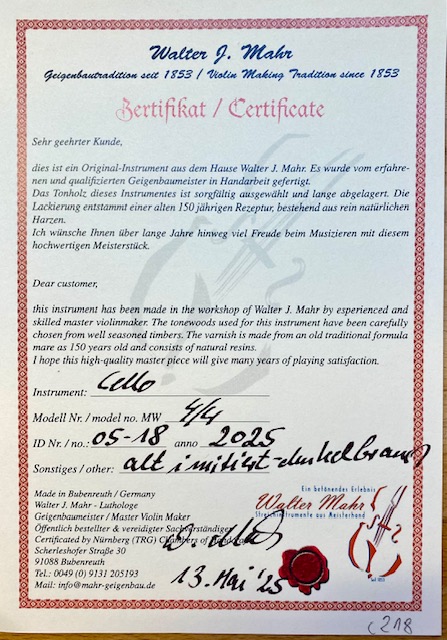 Walter J. Mahr
Geigenbautradition seit 1853 / Violin Making Tradition since 1853
Zertifikat / Certificate
Sehr geehrter Kunde,
dies ist ein Original-Instrument aus dem Hause Walter J. Mahr. Es wurde vom erfahre-
nen und qualifizierten Geigenbaumeister in Handarbeit gefertigt.
Das Tonholz dieses Instrumentes ist sorgfältig ausgewählt und lange abgelagert. Die
Lackierung entstammt einer alten 150 jährigen Rezeptur, bestehend aus rein natürlichen
Harzen.
Ich wünsche Ihnen über lange Jahre hinweg viel Freude beim Musizieren mit diesem
hochwertigen Meisterstück.
Dear customer,
this instrument has been made in the workshop of Walter J. Mahr by esperienced and
skilled master violinmaker. The tonewoods used for this instrument have been carefully
chosen from well seasoned timbers. The varnish is made from an old traditional formula
mare as 150 years old and consists of natural resins.
I hope this high-quality master piece will give many years of playing satisfaction.
Instrument: Cello
Modell Nr. / model no. MW 4/4
ID Nr. / no.: 05-18 anno 2025
Sonstiges / other: alt imitiert-dunkelbraun
Made in Bubenreuth / Germany
Walter J. Mahr - Luthologe
Geigenbaumeister / Master Violin Maker
Öffentlich bestellter & vereidigter Sachverständiger
Certificated by Nürnberg (TRG) Chambers of
Scherleshofer Straße 30
91088 Bubenreuth
Tel.: 0049 (0) 9131 205193
Mail: info@mahr-geigenbau.de
13. Mai '25
Ein betönendes Erlebnis
Walter Mahr
Streichinstrumente aus Meisterhand
Seit 1853
c218